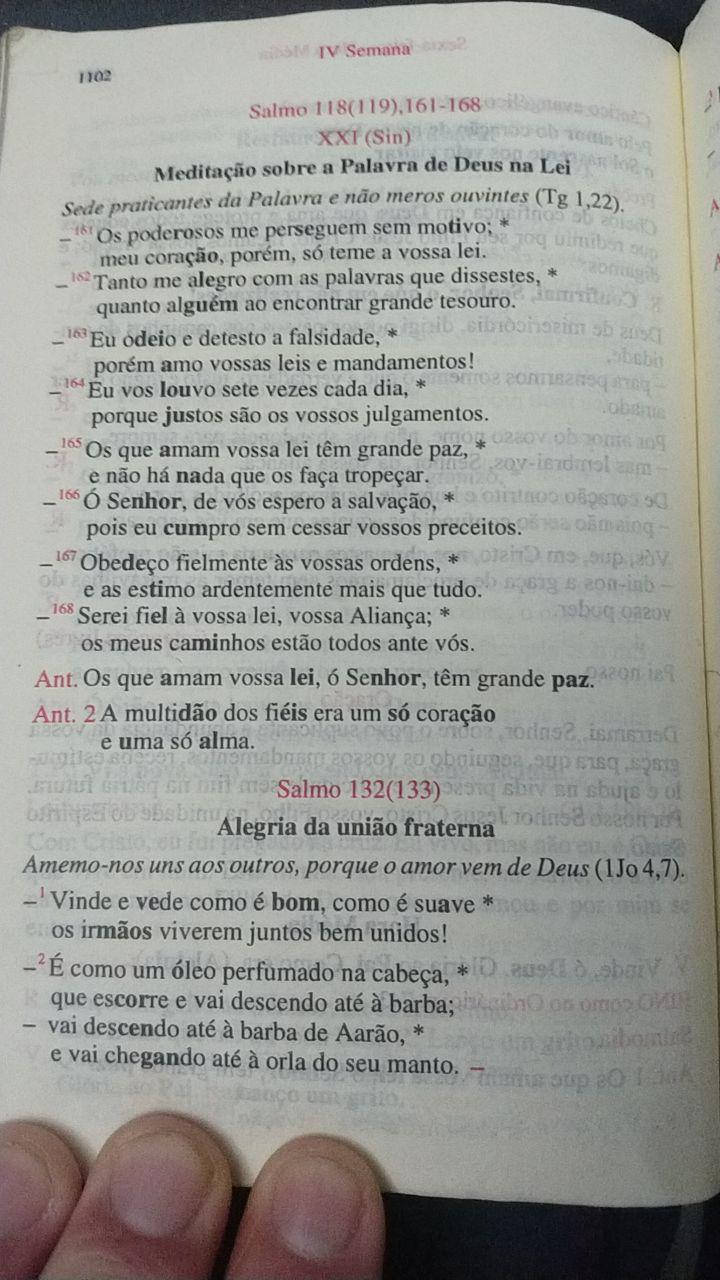 IV Semana
1102
Salmo 118(119),161-168
XXI (Sin)
Meditação sobre a Palavra de Deus na Lei
Sede praticantes da Palavra e não meros ouvintes (Tg 1,22).
–161 Os poderosos me perseguem sem motivo; *
meu coração, porém, só teme a vossa lei.
–162 Tanto me alegro com as palavras que dissestes, *
quanto alguém ao encontrar grande tesouro.
–163 Eu odeio e detesto a falsidade, *
porém amo vossas leis e mandamentos!
–164 Eu vos louvo sete vezes cada dia, *
porque justos são os vossos julgamentos.
–165 Os que amam vossa lei têm grande paz, *
e não há nada que os faça tropeçar.
–166 Ó Senhor, de vós espero a salvação, *
pois eu cumpro sem cessar vossos preceitos.
–167 Obedeço fielmente às vossas ordens, *
e as estimo ardentemente mais que tudo.
–168 Serei fiel à vossa lei, vossa Aliança; *
os meus caminhos estão todos ante vós.
Ant. Os que amam vossa lei, ó Senhor, têm grande paz.
Ant. 2 A multidão dos fiéis era um só coração
e uma só alma.
Salmo 132(133)
Alegria da união fraterna
Amemo-nos uns aos outros, porque o amor vem de Deus (1Jo 4,7).
–1 Vinde e vede como é bom, como é suave *
os irmãos viverem juntos bem unidos!
–2 É como um óleo perfumado na cabeça, *
que escorre e vai descendo até à barba;
– vai descendo até à barba de Aarão, *
e vai chegando até à orla do seu manto. –